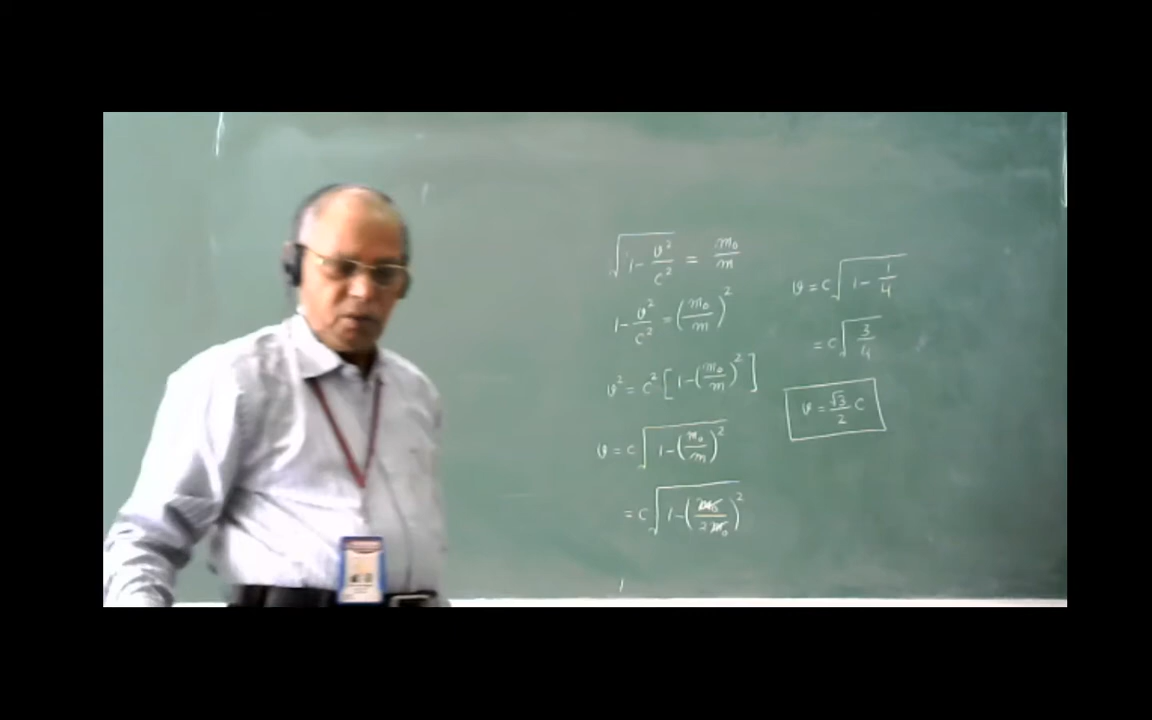 √(1 - v²/c²) = m₀/m
1 - v²/c² = (m₀/m)²
v² = c² [1 - (m₀/m)²]
v = c √(1 - (m₀/m)²)
= c √(1 - (m₀/2m₀)²)
v = c √(1 - 1/4)
= c √(3/4)
v = √3/2 c